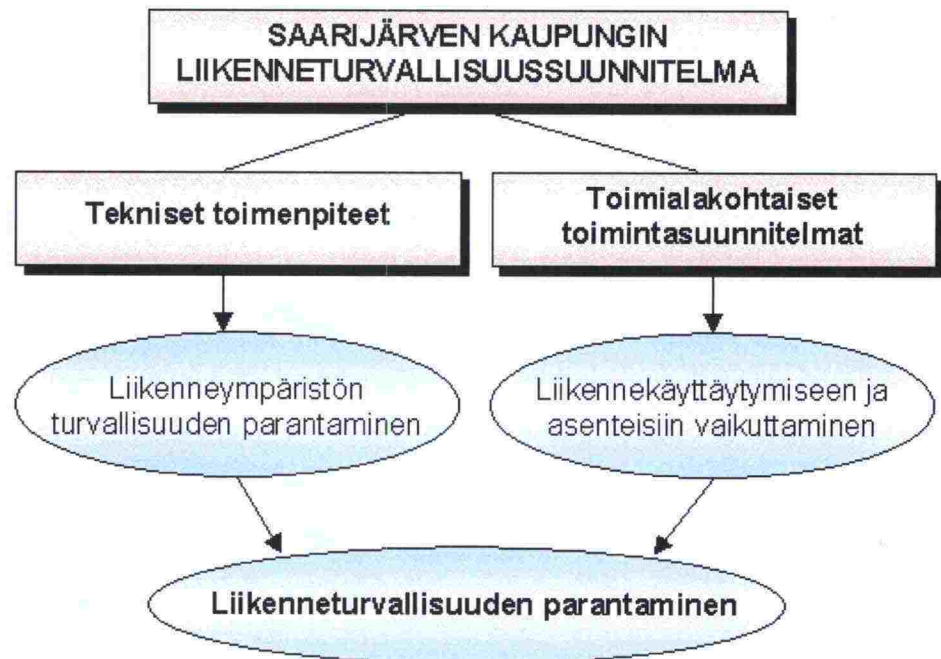 SAARIJÄRVEN KAUPUNGIN
LIIKENNETURVALLISUUSSUUNNITELMA
Tekniset toimenpiteet
Toimialakohtaiset
toimintasuunnitelmat
Liikenneympäristön
turvallisuuden parantaminen
Liikennekäyttäytymiseen ja
asenteisiin vaikuttaminen
Liikenneturvallisuuden parantaminen